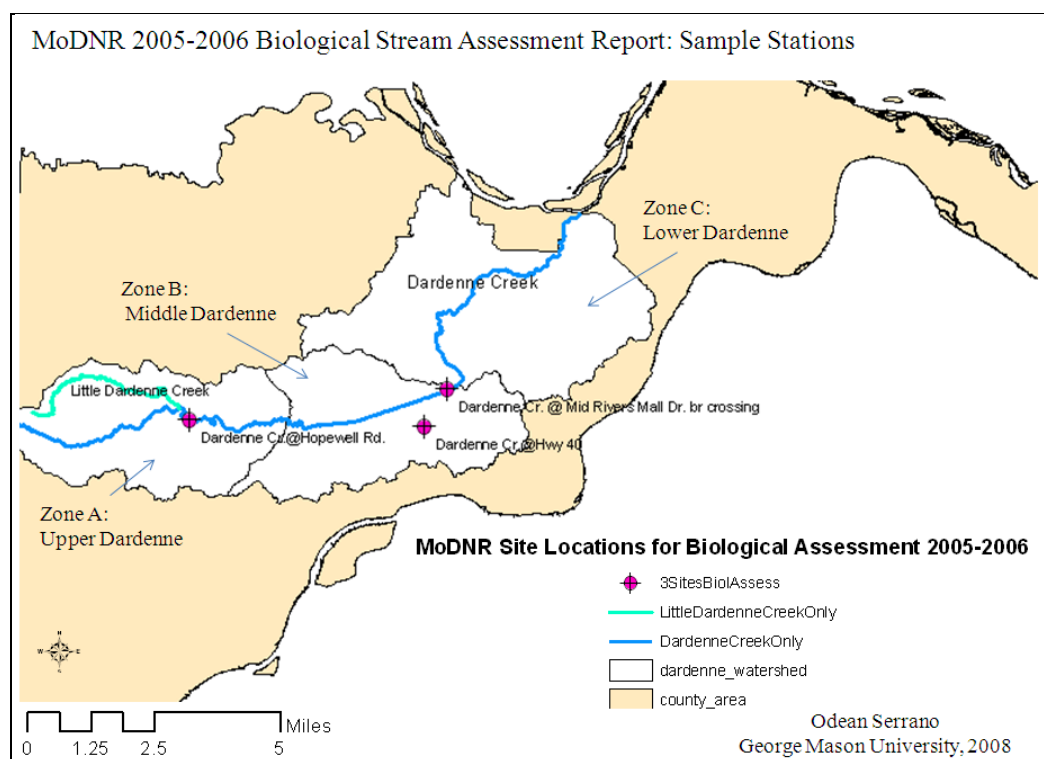 MoDNR 2005-2006 Biological Stream Assessment Report: Sample Stations
Zone C:
Lower Dardenne
Dardenne Creek
Zone B:
Middle Dardenne
Little Dardenne Creek
Dardenne Cr. @ Mid Rivers Mall Dr. br crossing
Dardenne Cr.@Hopewell Rd.
Dardenne Cr.@Hwy 40
Zone A:
Upper Dardenne
MoDNR Site Locations for Biological Assessment 2005-2006
3SitesBiolAssess
LittleDardenneCreekOnly
DardenneCreekOnly
dardenne_watershed
county_area
N
W E
S
Miles
0 1.25 2.5 5
Odean Serrano
George Mason University, 2008